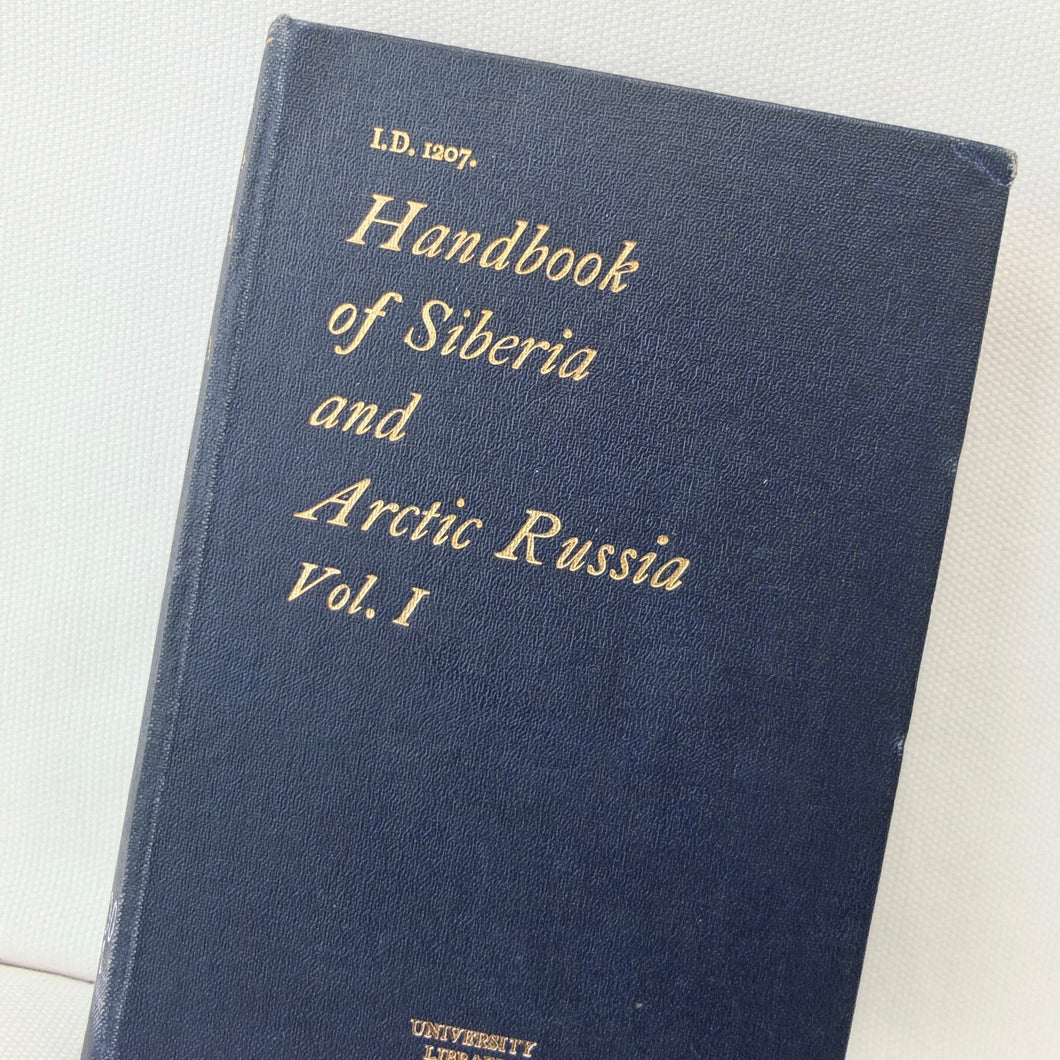 I.D. 1207.
Handbook
of Siberia
and
Arctic Russia
Vol. I
UNIVERSITY